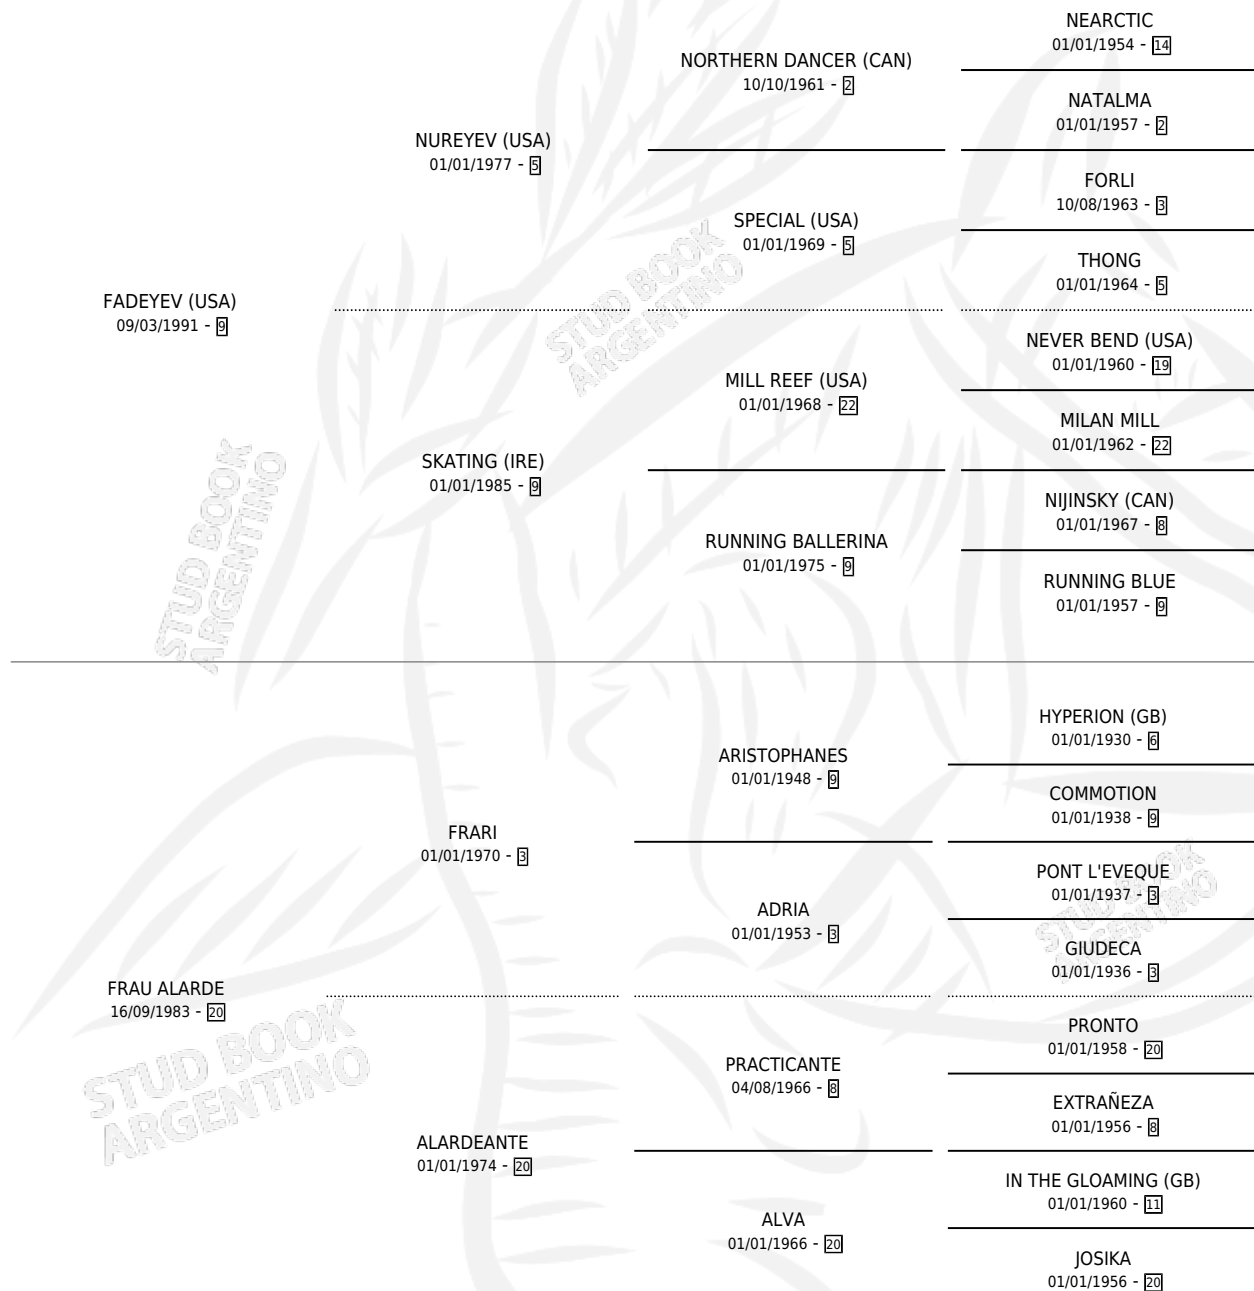 NEARCTIC
01/01/1954 - 14
NORTHERN DANCER (CAN)
10/10/1961 - 2
NATALMA
01/01/1957 - 2
NUREYEV (USA)
01/01/1977 - 5
FORLI
10/08/1963 - 3
SPECIAL (USA)
01/01/1969 - 5
THONG
01/01/1964 - 5
FADEYEV (USA)
09/03/1991 - 9
NEVER BEND (USA)
01/01/1960 - 19
MILL REEF (USA)
01/01/1968 - 22
MILAN MILL
01/01/1962 - 22
SKATING (IRE)
01/01/1985 - 9
NIJINSKY (CAN)
01/01/1967 - 8
RUNNING BALLERINA
01/01/1975 - 9
RUNNING BLUE
01/01/1957 - 9
HYPERION (GB)
01/01/1930 - 6
ARISTOPHANES
01/01/1948 - 9
COMMOTION
01/01/1938 - 9
FRARI
01/01/1970 - 3
PONT L'EVEQUE
01/01/1937 - 3
ADRIA
01/01/1953 - 3
GIUDECA
01/01/1936 - 3
FRAU ALARDE
16/09/1983 - 20
PRONTO
01/01/1958 - 20
PRACTICANTE
04/08/1966 - 8
EXTRAÑEZA
01/01/1956 - 8
ALARDEANTE
01/01/1974 - 20
IN THE GLOAMING (GB)
01/01/1960 - 11
ALVA
01/01/1966 - 20
JOSIKA
01/01/1956 - 20
STUD BOOK
ARGENTINO
STUD BOOK
ARGENTINO
STUD BOOK
ARGENTINO
STUD BOOK
ARGENTINO